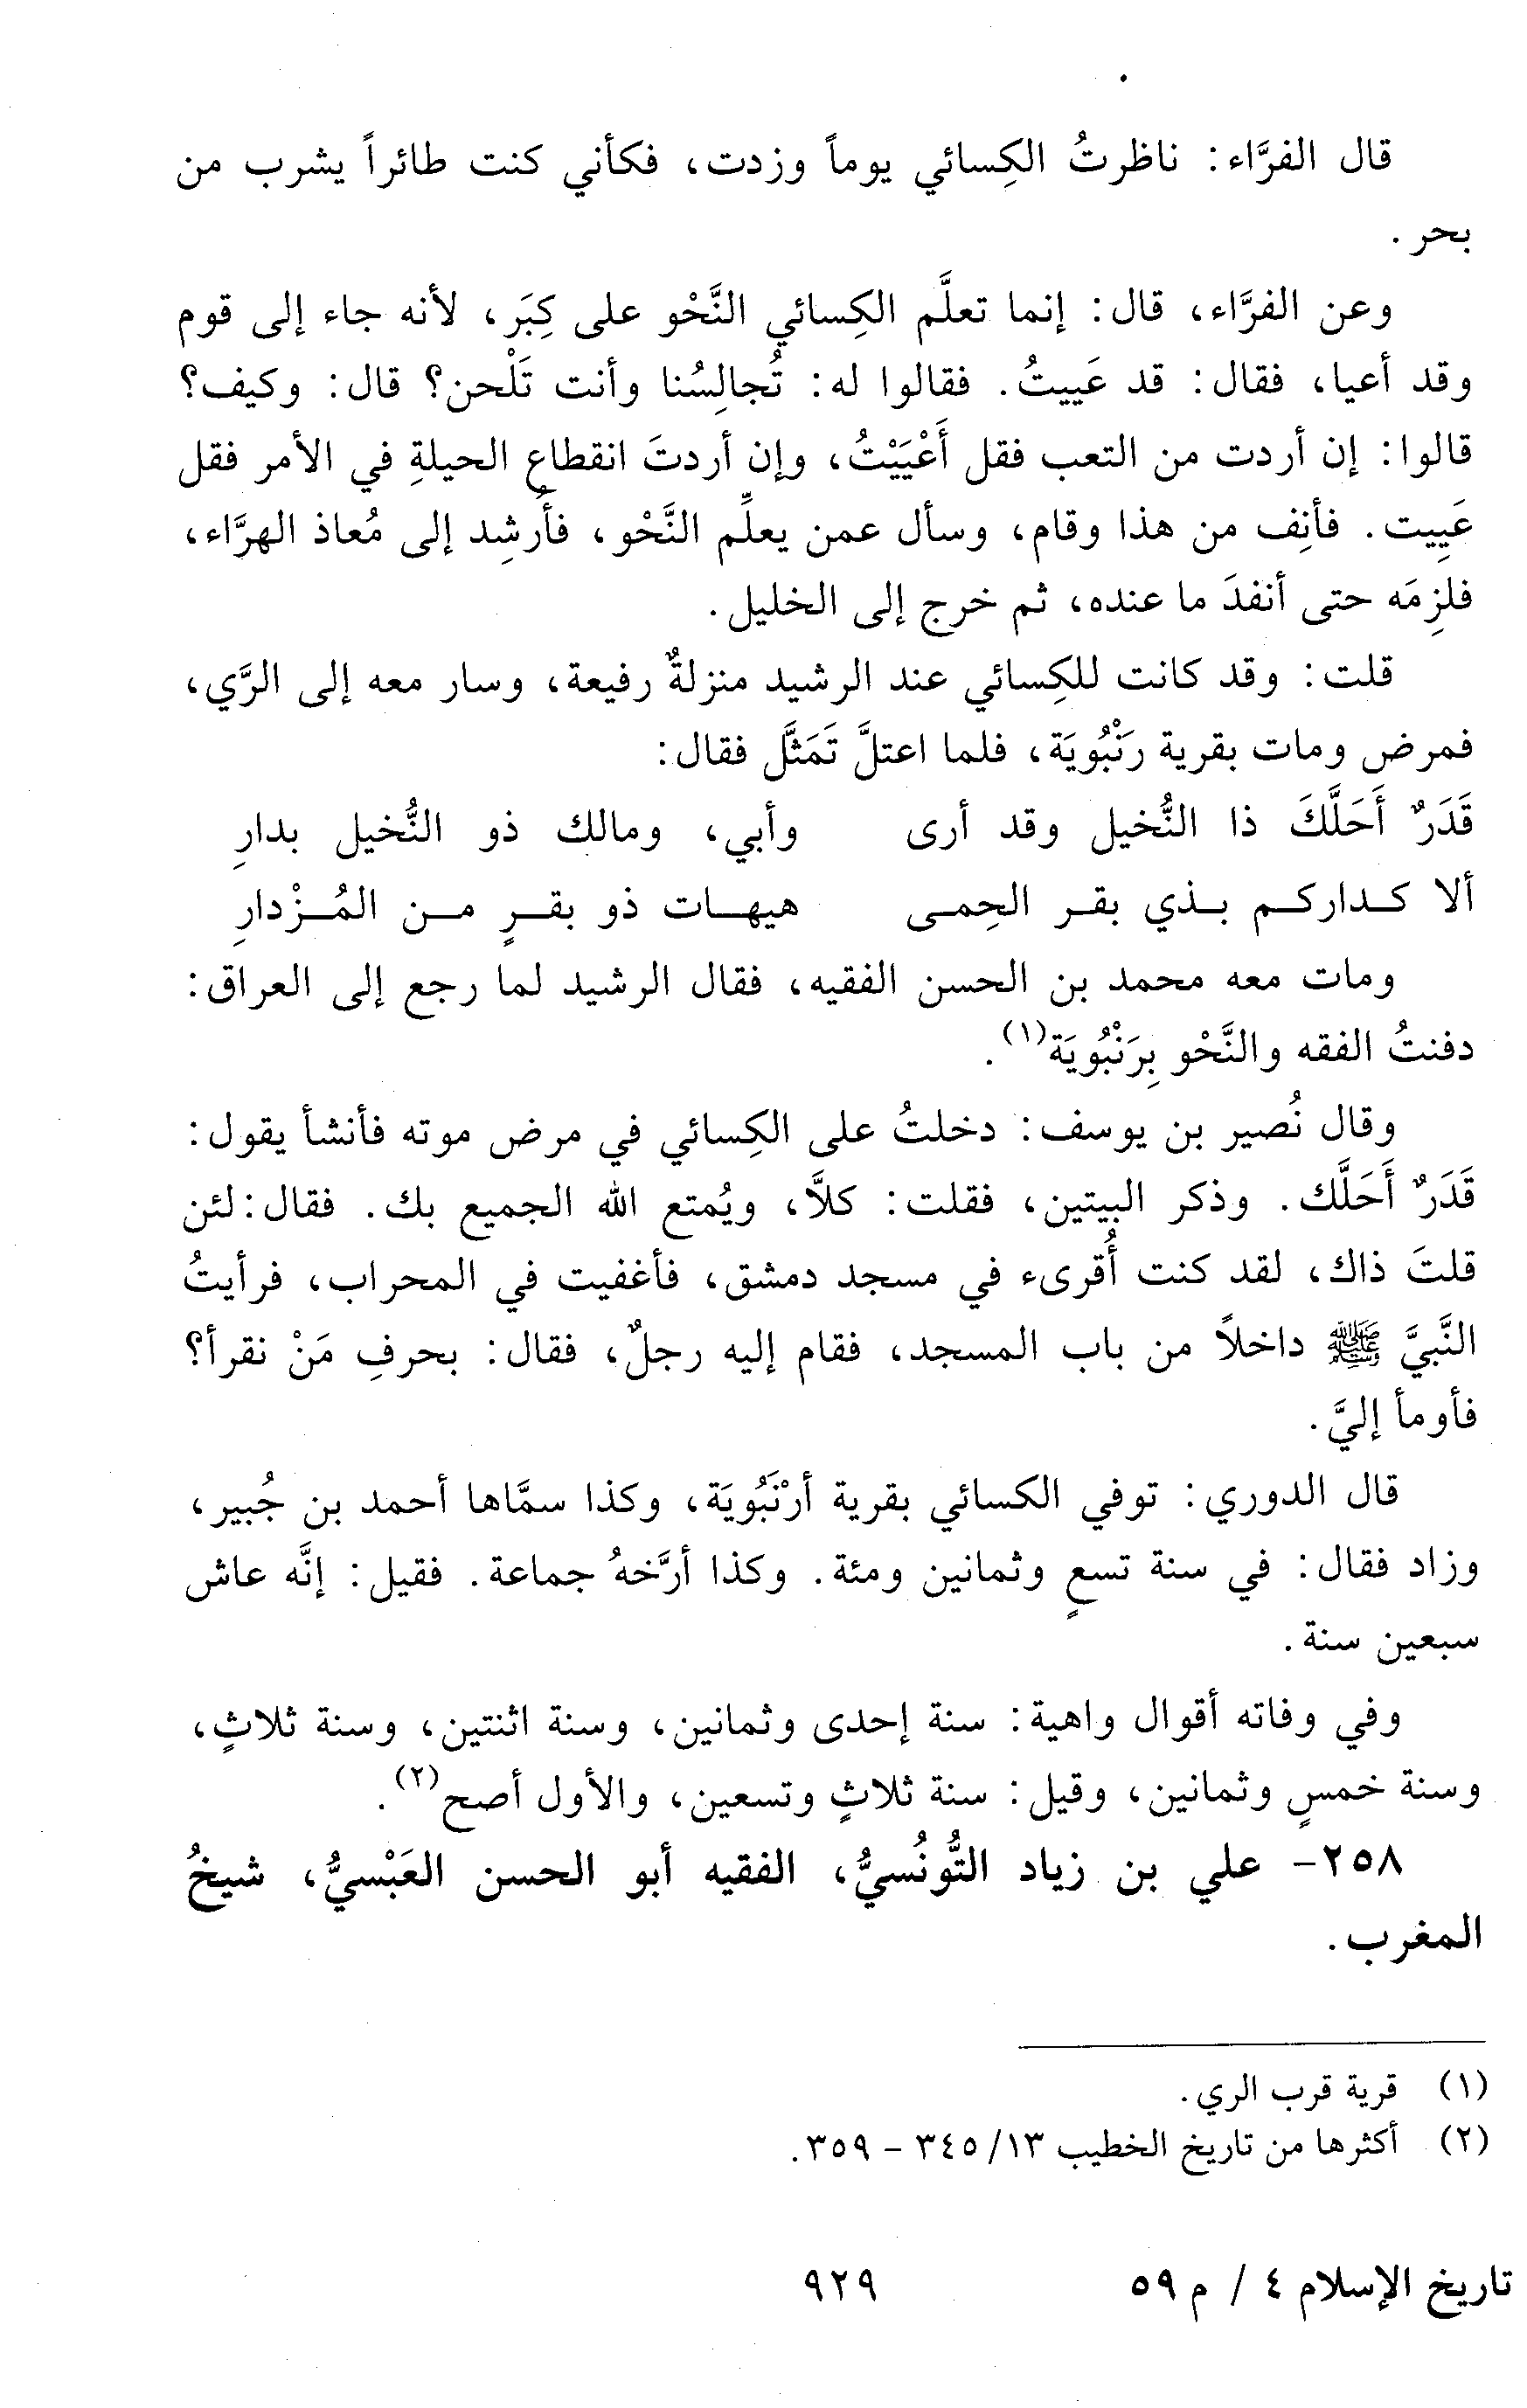 قال الفرَّاء: ناظرتُ الكِسائي يوماً وزدت، فكأني كنت طائراً يشرب من
بحر.
وعن الفرَّاء، قال: إنما تعلَّم الكِسائي النَّحْو على كِبَر، لأنه جاء إلى قوم
وقد أعيا، فقال: قد عَييتُ. فقالوا له: تُجالِسُنا وأنت تَلْحن؟ قال: وكيف؟
قالوا: إن أردت من التعب فقل أَعْيَيْتُ، وإن أردتَ انقطاع الحيلةِ في الأمر فقل
عَيِيت. فأنِف من هذا وقام، وسأل عمن يعلِّم النَّحْو، فأُرشِد إلى مُعاذ الهرَّاء،
فلزِمَه حتى أنفدَ ما عنده، ثم خرج إلى الخليل.
قلت: وقد كانت للكِسائي عند الرشيد منزلةٌ رفيعة، وسار معه إلى الرَّي،
فمرض ومات بقرية رَنْبُويَة، فلما اعتلَّ تَمَثَّل فقال:
قَدَرٌ أَحَلَّكَ ذا النُّخيل وقد أرى وأبي، ومالك ذو النُّخيل بدارِ
ألا كداركم بذي بقر الحِمى هيهات ذو بقرٍ من المُزْدارِ
ومات معه محمد بن الحسن الفقيه، فقال الرشيد لما رجع إلى العراق:
دفنتُ الفقه والنَّحْو بِرَنْبُويَة(١).
وقال نُصير بن يوسف: دخلتُ على الكِسائي في مرض موته فأنشأ يقول:
قَدَرٌ أَحَلَّك. وذكر البيتين، فقلت: كلاَّ، ويُمتع الله الجميع بك. فقال: لئن
قلتَ ذاك، لقد كنت أُقرىء في مسجد دمشق، فأغفيت في المحراب، فرأيتُ
النَّبيَّ ﷺ داخلاً من باب المسجد، فقام إليه رجلٌ، فقال: بحرفِ مَنْ نقرأ؟
فأومأ إليَّ.
قال الدوري: توفي الكسائي بقرية أرْنَبُويَة، وكذا سمَّاها أحمد بن جُبير،
وزاد فقال: في سنة تسعٍ وثمانين ومئة. وكذا أرَّخهُ جماعة. فقيل: إنَّه عاش
سبعين سنة.
وفي وفاته أقوال واهية: سنة إحدى وثمانين، وسنة اثنتين، وسنة ثلاثٍ،
وسنة خمسٍ وثمانين، وقيل: سنة ثلاثٍ وتسعين، والأول أصح(٢).
٢٥٨- علي بن زياد التُّونُسيُّ، الفقيه أبو الحسن العَبْسيُّ، شيخُ
المغرب.
(١) قرية قرب الري.
(٢) أكثرها من تاريخ الخطيب ١٣/ ٣٤٥ - ٣٥٩.
تاريخ الإسلام ٤ / م ٥٩ ٩٢٩